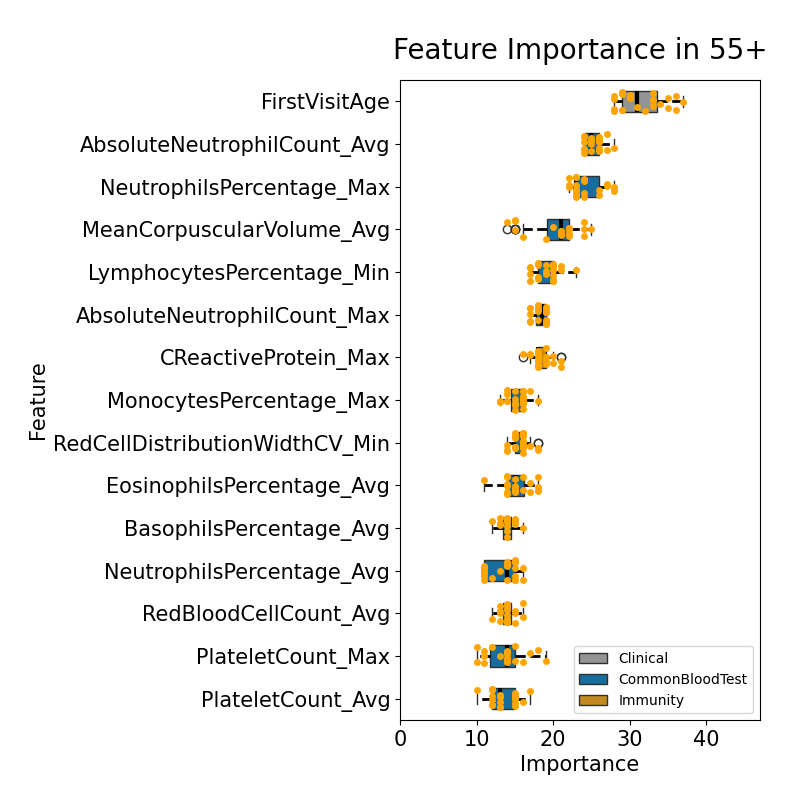 Feature Importance in 55+
Feature
FirstVisitAge
AbsoluteNeutrophilCount_Avg
NeutrophilsPercentage_Max
MeanCorpuscularVolume_Avg
LymphocytesPercentage_Min
AbsoluteNeutrophilCount_Max
CReactiveProtein_Max
MonocytesPercentage_Max
RedCellDistributionWidthCV_Min
EosinophilsPercentage_Avg
BasophilsPercentage_Avg
NeutrophilsPercentage_Avg
RedBloodCellCount_Avg
PlateletCount_Max
PlateletCount_Avg
Clinical
CommonBloodTest
Immunity
0 10 20 30 40
Importance